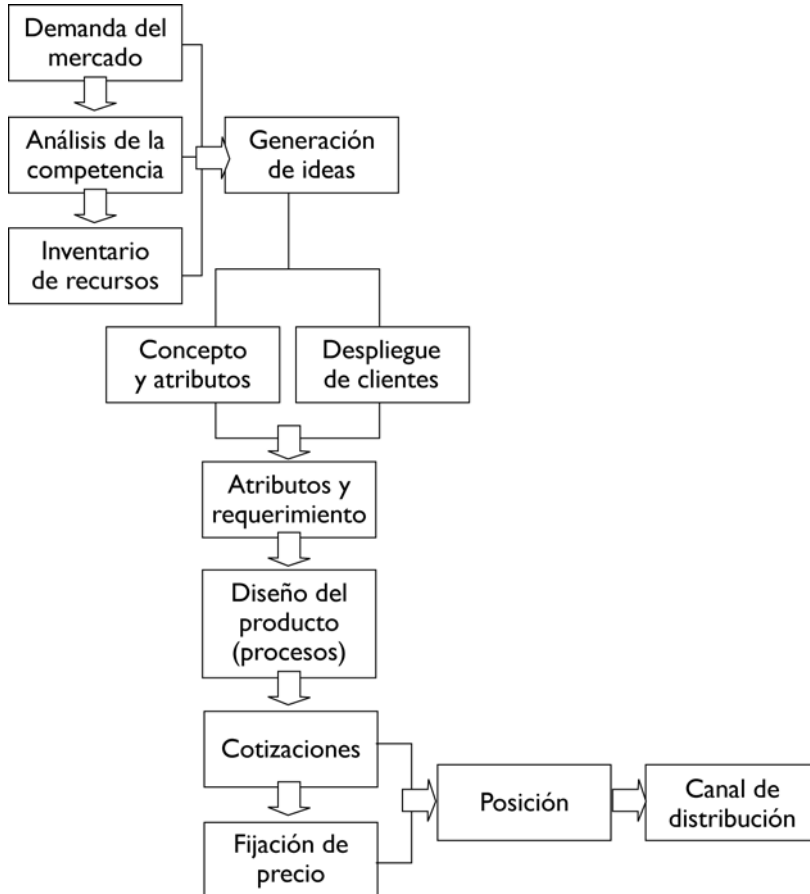 Demanda del
mercado
Análisis de la
competencia
Generación
de ideas
Inventario
de recursos
Concepto
y atributos
Despliegue
de clientes
Atributos y
requerimiento
Diseño del
producto
(procesos)
Cotizaciones
Fijación de
precio
Posición
Canal de
distribución